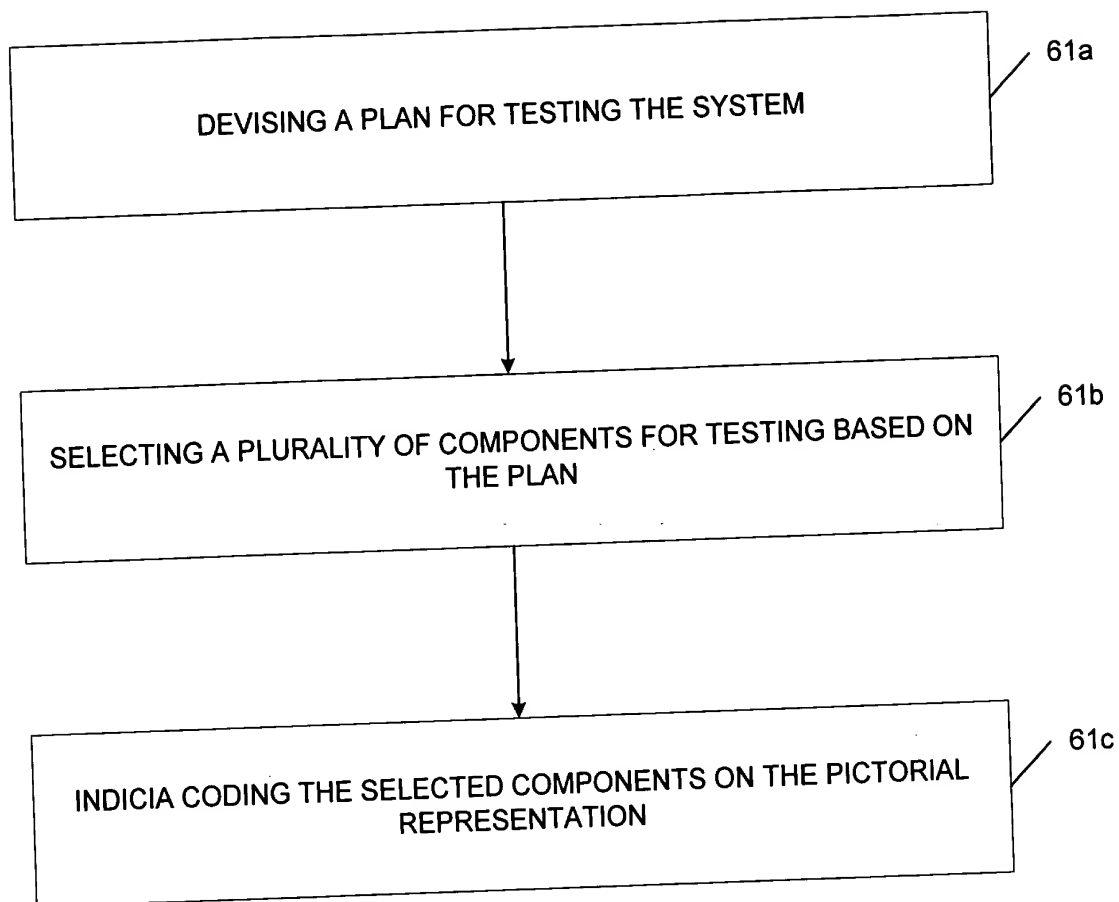 61a
DEVISING A PLAN FOR TESTING THE SYSTEM
61b
SELECTING A PLURALITY OF COMPONENTS FOR TESTING BASED ON
THE PLAN
61c
INDICIA CODING THE SELECTED COMPONENTS ON THE PICTORIAL
REPRESENTATION